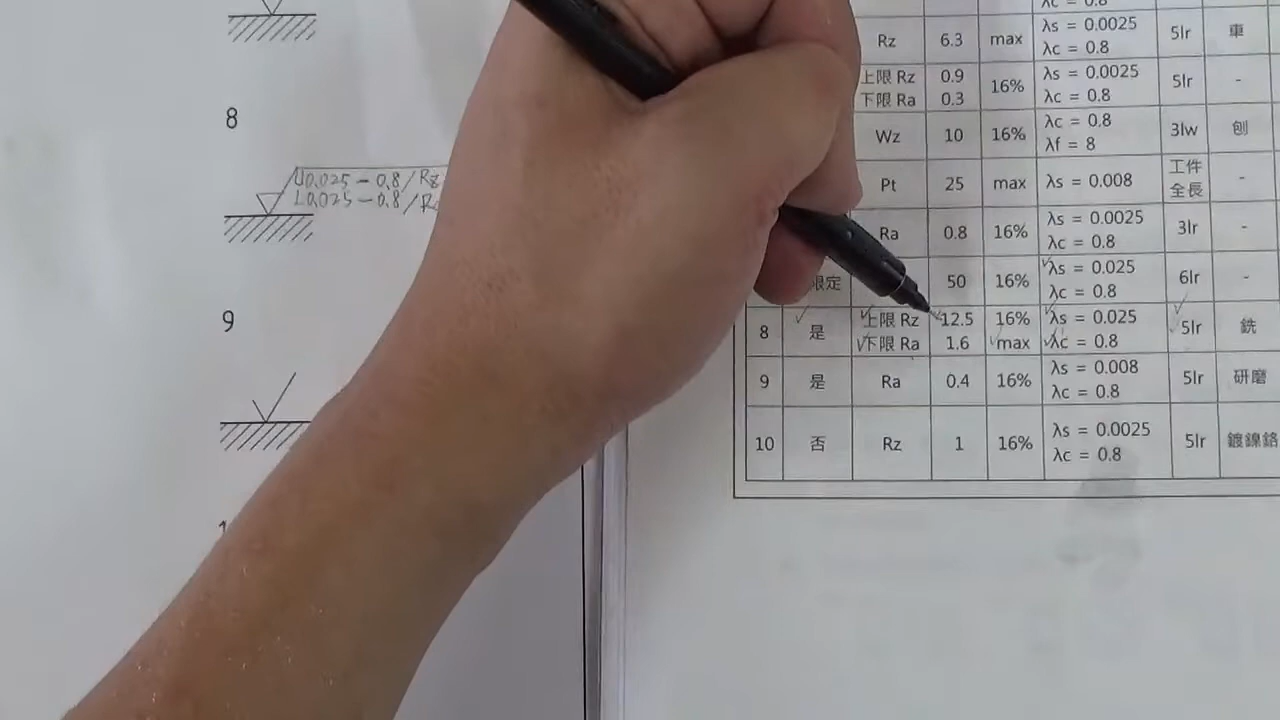 8
U0.025-0.8/Rz
L0.025-0.8/R
9
λc = 0.8
Rz 6.3 max λs = 0.0025 5lr 車
λc = 0.8
上限 Rz 0.9 16% λs = 0.0025 5lr -
下限 Ra 0.3 λc = 0.8
Wz 10 16% λc = 0.8 3lw 刨
λf = 8
Pt 25 max λs = 0.008 工件 -
全長
Ra 0.8 16% λs = 0.0025 3lr -
λc = 0.8
限定 50 16% λs = 0.025 6lr -
λc = 0.8
8 是 上限 Rz 12.5 16% λs = 0.025 5lr 銑
下限 Ra 1.6 max λc = 0.8
9 是 Ra 0.4 16% λs = 0.008 5lr 研磨
λc = 0.8
10 否 Rz 1 16% λs = 0.0025 5lr 鍍鎳鉻
λc = 0.8